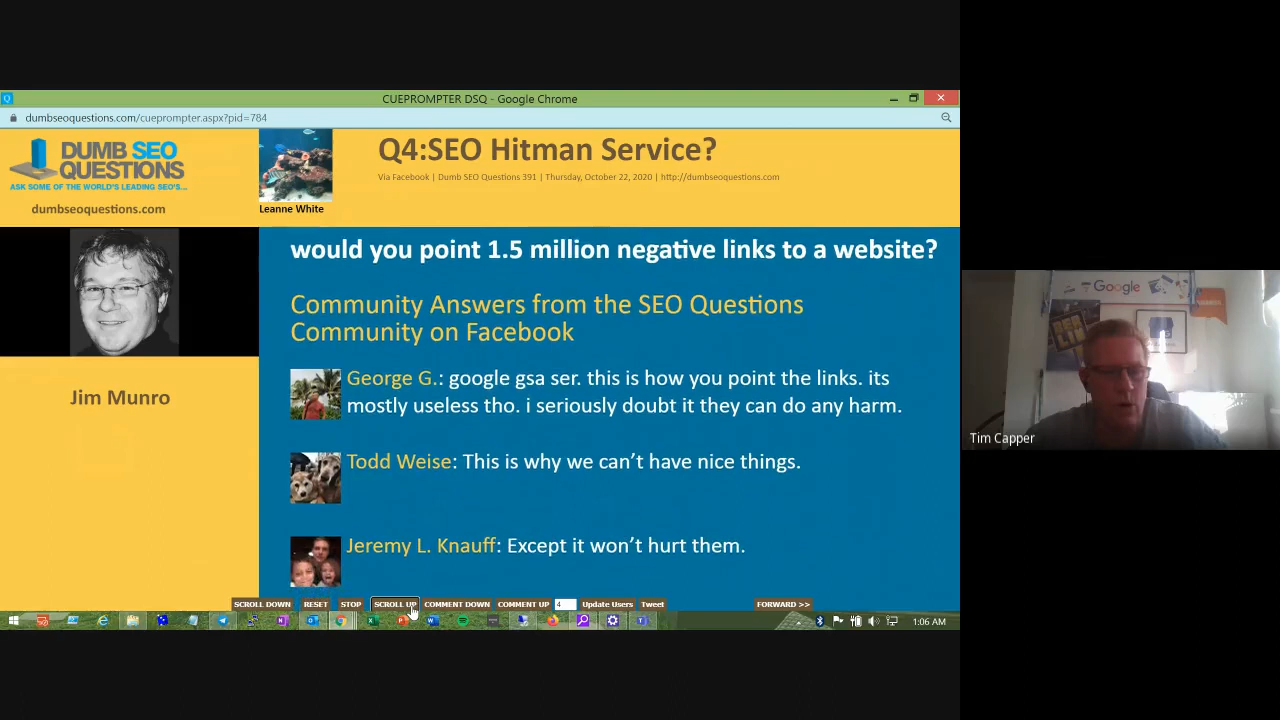 CUEPROMPTER DSQ - Google Chrome
dumbseoquestions.com/cueprompter.aspx?pid=784
DUMB SEO
QUESTIONS
ASK SOME OF THE WORLD'S LEADING SEO'S...
dumbseoquestions.com
Leanne White
Q4:SEO Hitman Service?
Via Facebook | Dumb SEO Questions 391 | Thursday, October 22, 2020 | http://dumbseoquestions.com
Jim Munro
would you point 1.5 million negative links to a website?
Community Answers from the SEO Questions
Community on Facebook
George G.: google gsa ser. this is how you point the links. its
mostly useless tho. i seriously doubt it they can do any harm.
Todd Weise: This is why we can't have nice things.
Jeremy L. Knauff: Except it won't hurt them.
SCROLL DOWN RESET STOP SCROLL UP COMMENT DOWN COMMENT UP 4 Update Users Tweet FORWARD >>
1:06 AM
Google
Tim Capper